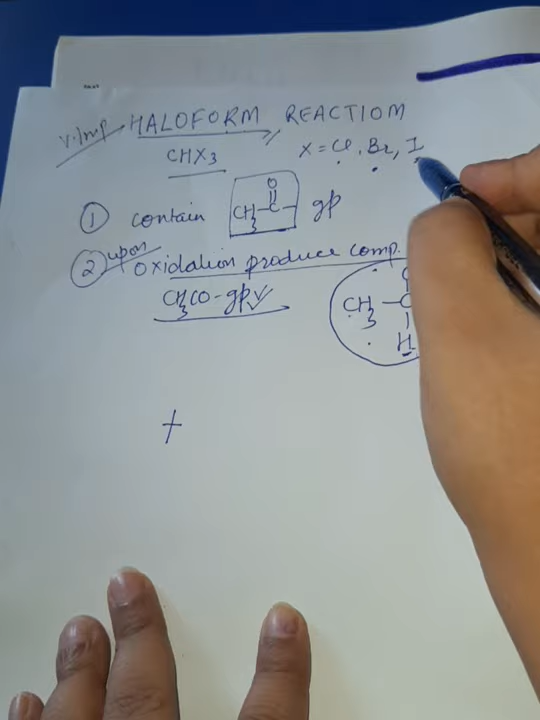 V.Imp HALOFORM REACTIOM
CHX3 X = Cl, Br, I
① contain CH3-C- gp
O
② upon oxidation produce comp.
CH3CO-gp ✓
CH3-C
H
+